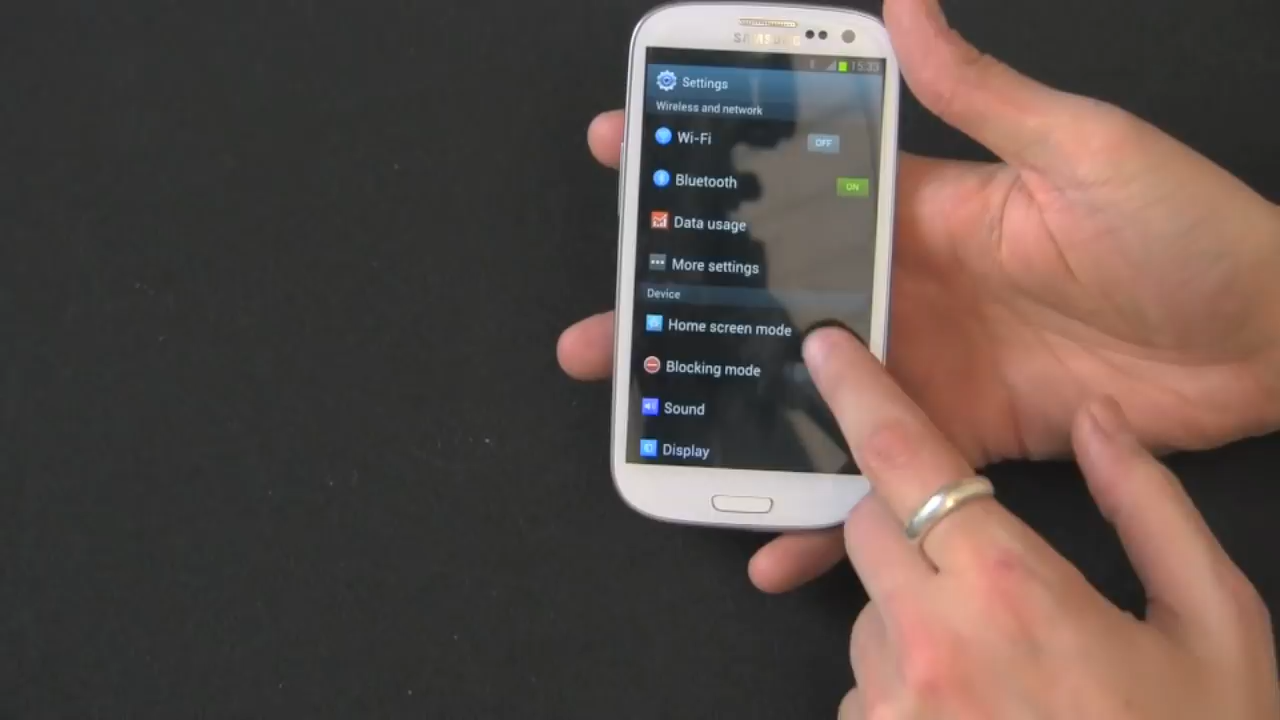 SAMSUNG
15:33
Settings
Wireless and network
Wi-Fi OFF
Bluetooth ON
Data usage
More settings
Device
Home screen mode
Blocking mode
Sound
Display